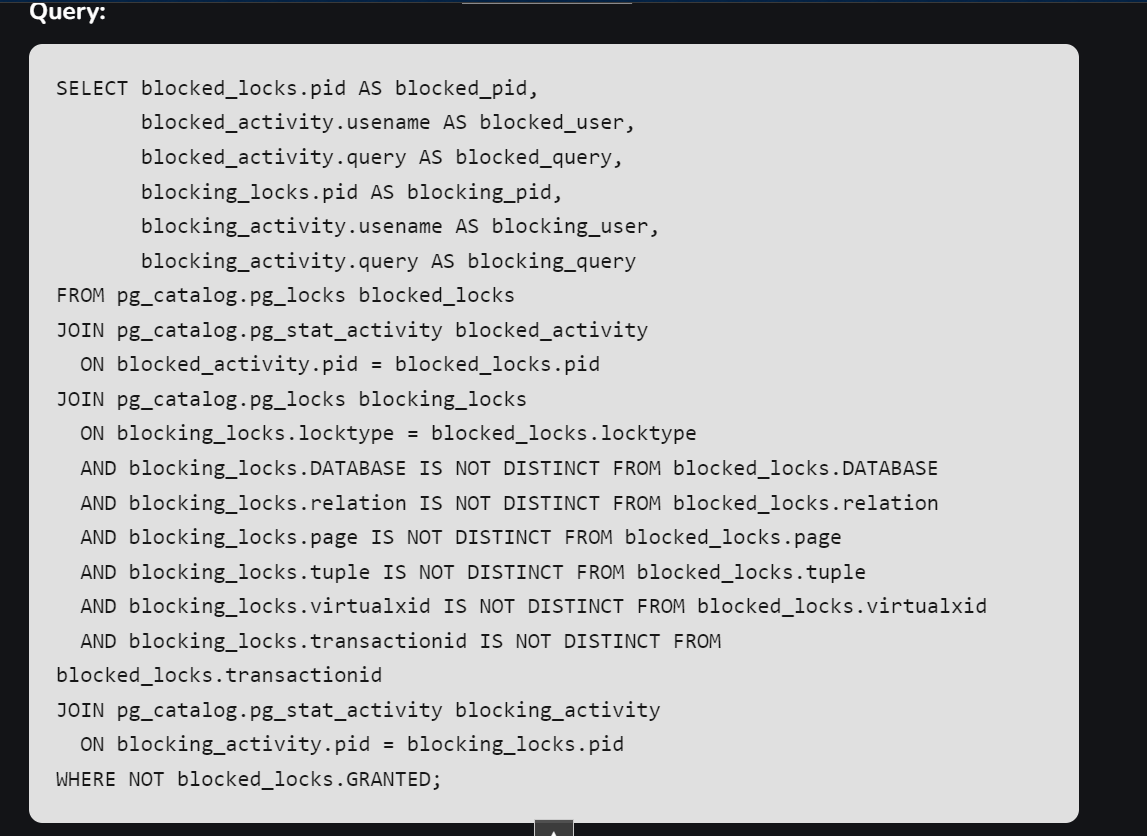 Query:
SELECT blocked_locks.pid AS blocked_pid,
       blocked_activity.usename AS blocked_user,
       blocked_activity.query AS blocked_query,
       blocking_locks.pid AS blocking_pid,
       blocking_activity.usename AS blocking_user,
       blocking_activity.query AS blocking_query
FROM pg_catalog.pg_locks blocked_locks
JOIN pg_catalog.pg_stat_activity blocked_activity
  ON blocked_activity.pid = blocked_locks.pid
JOIN pg_catalog.pg_locks blocking_locks
  ON blocking_locks.locktype = blocked_locks.locktype
  AND blocking_locks.DATABASE IS NOT DISTINCT FROM blocked_locks.DATABASE
  AND blocking_locks.relation IS NOT DISTINCT FROM blocked_locks.relation
  AND blocking_locks.page IS NOT DISTINCT FROM blocked_locks.page
  AND blocking_locks.tuple IS NOT DISTINCT FROM blocked_locks.tuple
  AND blocking_locks.virtualxid IS NOT DISTINCT FROM blocked_locks.virtualxid
  AND blocking_locks.transactionid IS NOT DISTINCT FROM
blocked_locks.transactionid
JOIN pg_catalog.pg_stat_activity blocking_activity
  ON blocking_activity.pid = blocking_locks.pid
WHERE NOT blocked_locks.GRANTED;